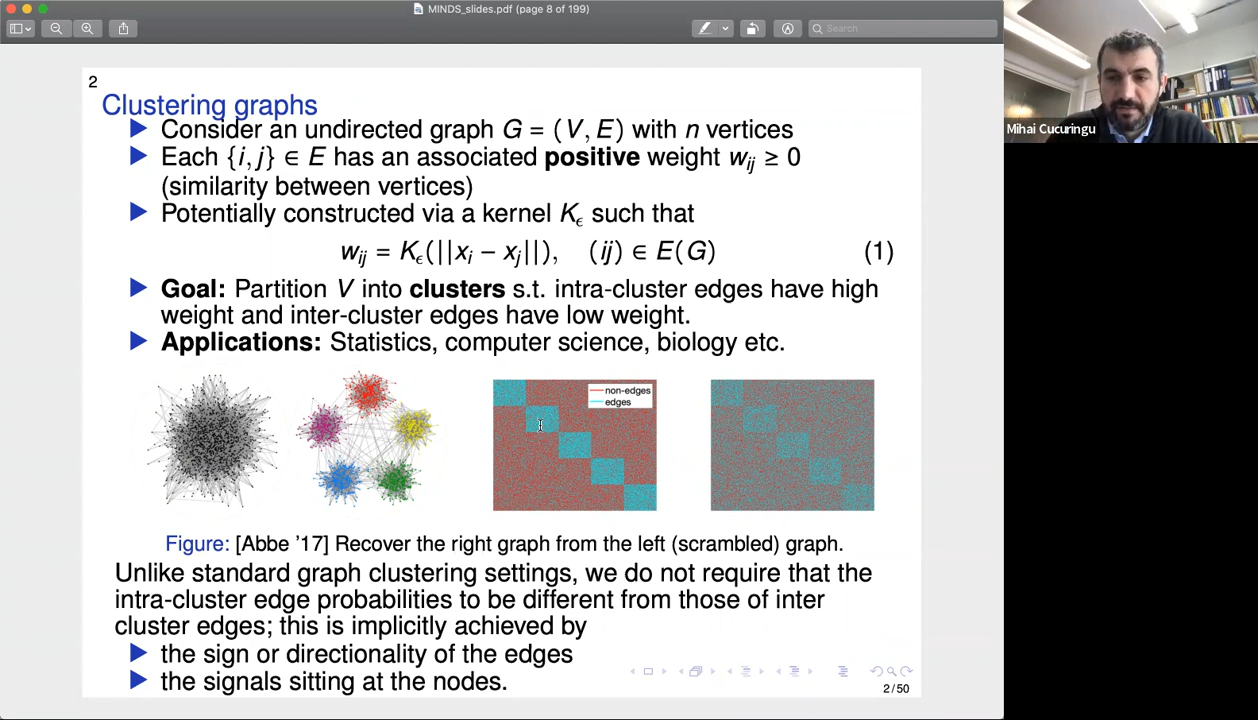 MINDS_slides.pdf (page 8 of 199)
Search
Mihai Cucuringu
2
Clustering graphs
▶ Consider an undirected graph G = (V, E) with n vertices
▶ Each {i, j} ∈ E has an associated positive weight wᵢⱼ ≥ 0
(similarity between vertices)
▶ Potentially constructed via a kernel K_ϵ such that
wᵢⱼ = K_ϵ(||xᵢ − xⱼ||), (ij) ∈ E(G) (1)
▶ Goal: Partition V into clusters s.t. intra-cluster edges have high
weight and inter-cluster edges have low weight.
▶ Applications: Statistics, computer science, biology etc.
non-edges
edges
Figure: [Abbe ’17] Recover the right graph from the left (scrambled) graph.
Unlike standard graph clustering settings, we do not require that the
intra-cluster edge probabilities to be different from those of inter
cluster edges; this is implicitly achieved by
▶ the sign or directionality of the edges
▶ the signals sitting at the nodes.
2/50